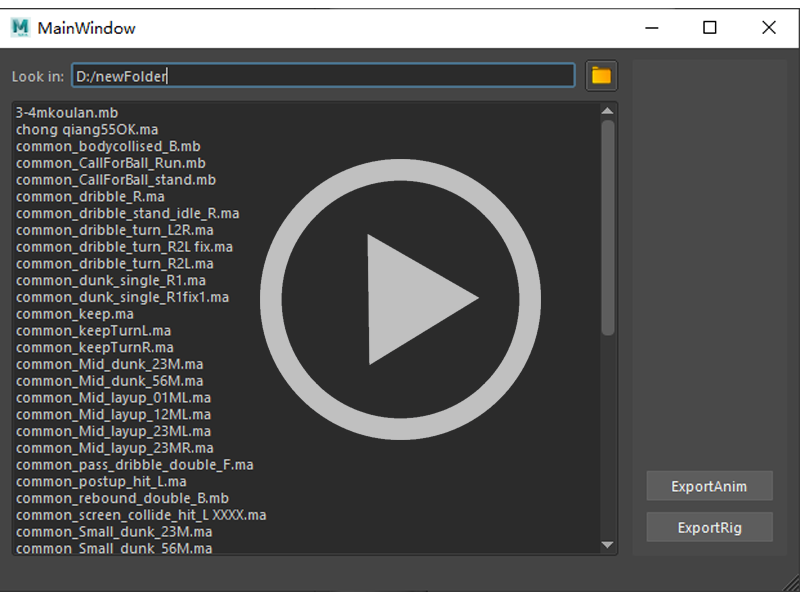 MainWindow
Look in: D:/newFolder
3-4mkoulan.mb
chong qiang55OK.ma
common_bodycollised_B.mb
common_CallForBall_Run.mb
common_CallForBall_stand.mb
common_dribble_R.ma
common_dribble_stand_idle_R.ma
common_dribble_turn_L2R.ma
common_dribble_turn_R2L fix.ma
common_dribble_turn_R2L.ma
common_dunk_single_R1.ma
common_dunk_single_R1fix1.ma
common_keep.ma
common_keepTurnL.ma
common_keepTurnR.ma
common_Mid_dunk_23M.ma
common_Mid_dunk_56M.ma
common_Mid_layup_01ML.ma
common_Mid_layup_12ML.ma
common_Mid_layup_23ML.ma
common_Mid_layup_23MR.ma
common_pass_dribble_double_F.ma
common_postup_hit_L.ma
common_rebound_double_B.mb
common_screen_collide_hit_L XXXX.ma
common_Small_dunk_23M.ma
common_Small_dunk_56M.ma
ExportAnim
ExportRig